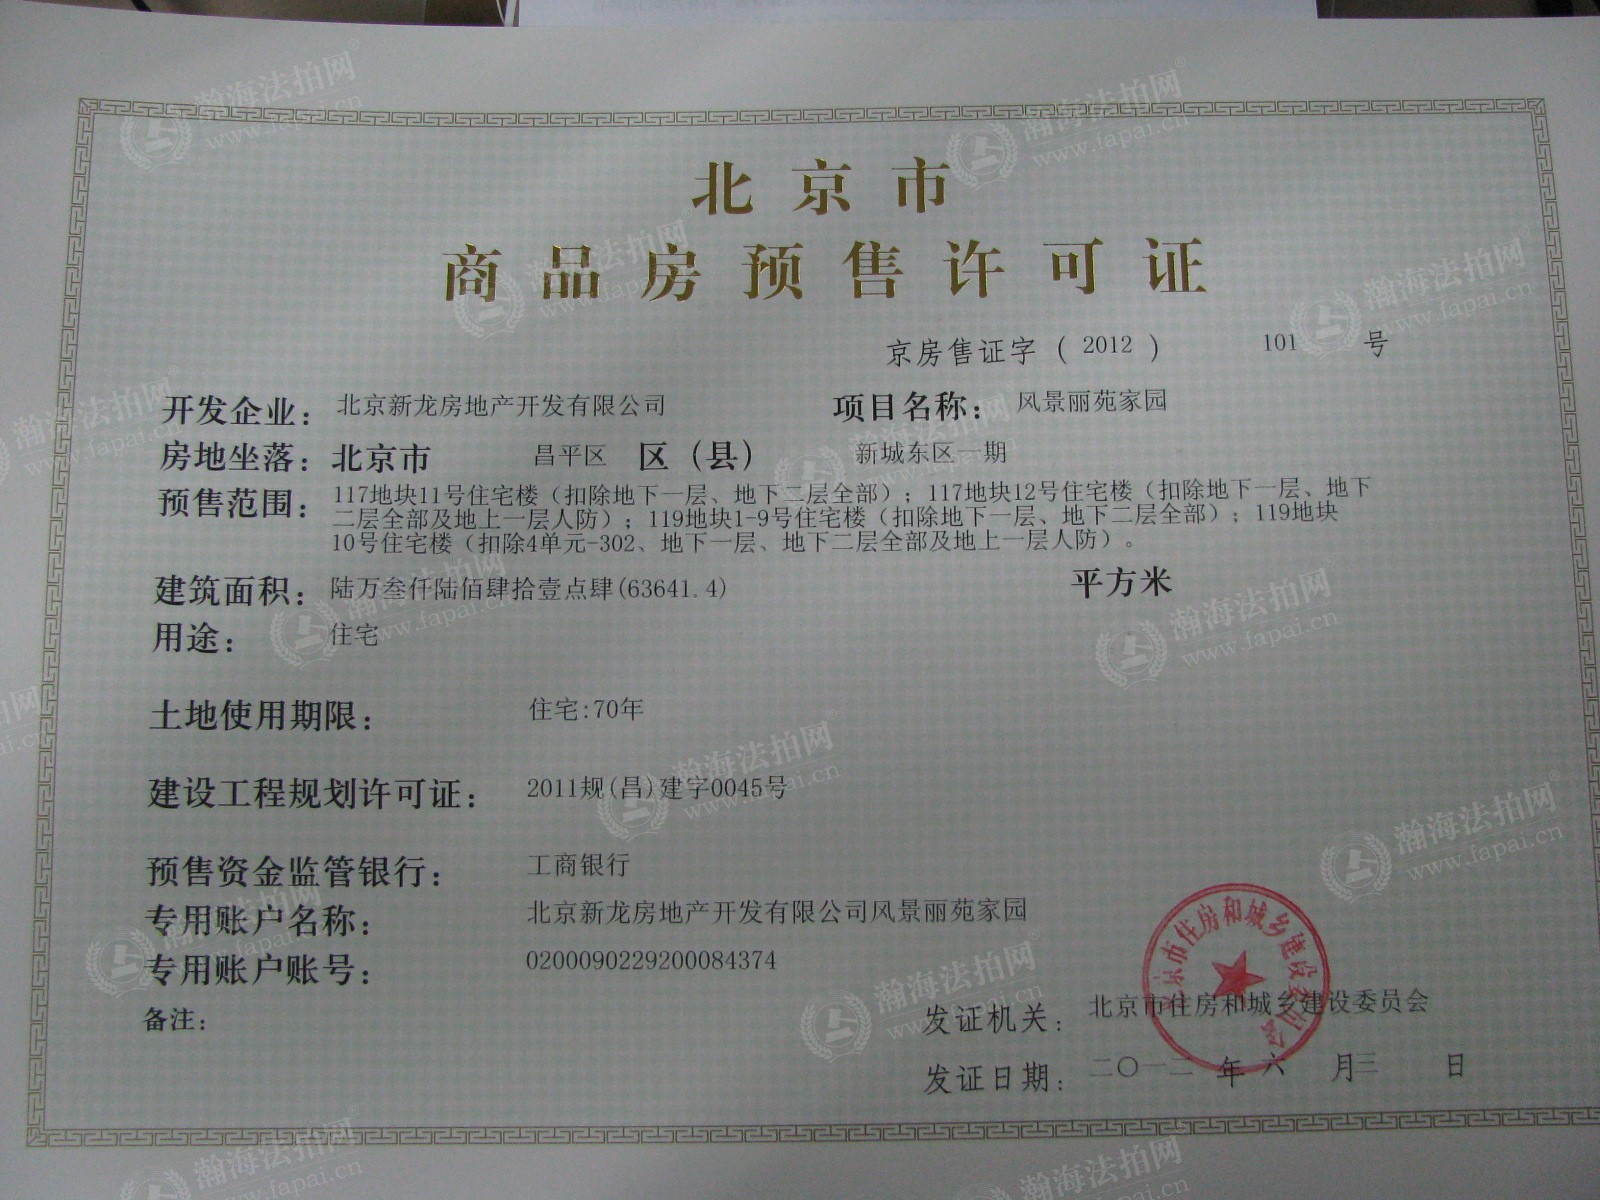 北京市
商品房预售许可证
京房售证字（2012）101号
开发企业：北京新龙房地产开发有限公司 项目名称：风景丽苑家园
房地坐落：北京市 昌平区 区（县） 新城东区一期
预售范围：117地块11号住宅楼（扣除地下一层、地下二层全部）；117地块12号住宅楼（扣除地下一层、地下
二层全部及地上一层人防）；119地块1-9号住宅楼（扣除地下一层、地下二层全部）；119地块
10号住宅楼（扣除4单元-302、地下一层、地下二层全部及地上一层人防）。
建筑面积：陆万叁仟陆佰肆拾壹点肆(63641.4) 平方米
用途：住宅
土地使用期限：住宅:70年
建设工程规划许可证：2011规(昌)建字0045号
预售资金监管银行：工商银行
专用账户名称：北京新龙房地产开发有限公司风景丽苑家园
专用账户账号：0200090229200084374
备注：
发证机关：北京市住房和城乡建设委员会
发证日期：二〇一二年六月三日
北京市住房和城乡建设委员会
瀚海法拍网
www.fapai.cn